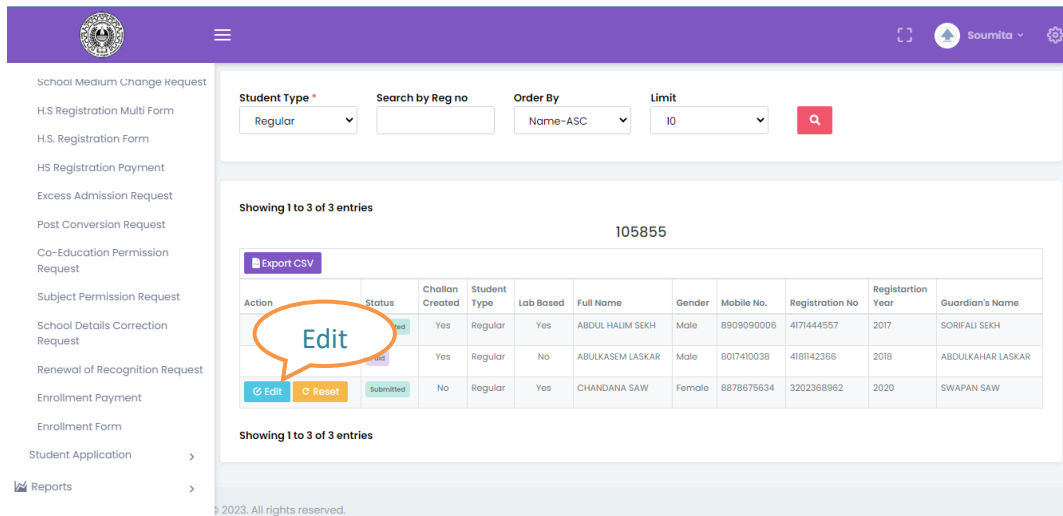 Soumita
School Medium Change Request
H.S Registration Multi Form
H.S. Registration Form
HS Registration Payment
Excess Admission Request
Post Conversion Request
Co-Education Permission
Request
Subject Permission Request
School Details Correction
Request
Renewal of Recognition Request
Enrollment Payment
Enrollment Form
Student Application
Reports
Student Type * Search by Reg no Order By Limit
Regular Name-ASC 10
Showing 1 to 3 of 3 entries
105855
Export CSV
Action Status Challan Created Student Type Lab Based Full Name Gender Mobile No. Registration No Registartion Year Guardian's Name
Yes Regular Yes ABDUL HALIM SEKH Male 8909090006 4171444557 2017 SORIFALI SEKH
Edit
Yes Regular No ABULKASEM LASKAR Male 8017410038 4181142366 2018 ABDULKAHAR LASKAR
Edit Reset Submitted No Regular Yes CHANDANA SAW Female 8878675634 3202368962 2020 SWAPAN SAW
Showing 1 to 3 of 3 entries
2023. All rights reserved.